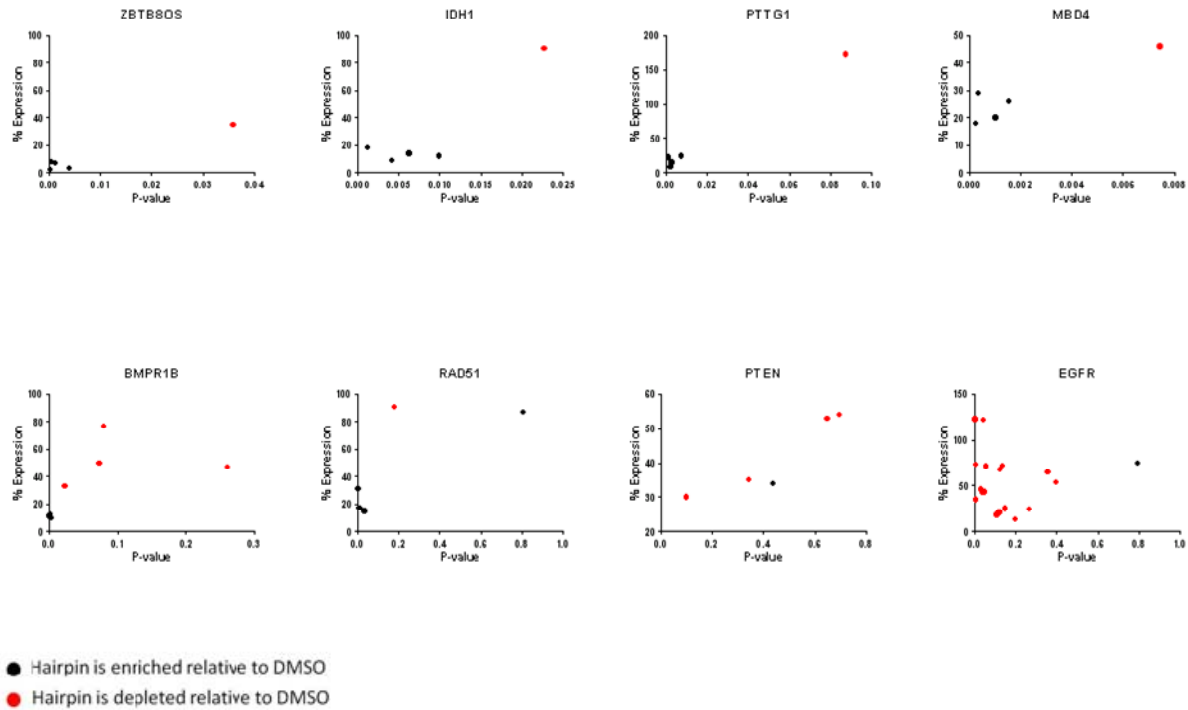 ZBTB8OS IDH1 PTTG1 MBD4
100 100 200 50
80 80 150 40
60 60 100 30
40 40 50 20
20 20 0 10
0 0 0
% Expression % Expression % Expression % Expression
0.00 0.01 0.02 0.03 0.04 0.000 0.005 0.010 0.015 0.020 0.025 0.00 0.02 0.04 0.06 0.08 0.10 0.000 0.002 0.004 0.006 0.008
P-value P-value P-value P-value
BMPR1B RAD51 PTEN EGFR
100 100 60 150
80 80 50 100
60 60 40 50
40 40 30 0
20 20 20
0 0
% Expression % Expression % Expression % Expression
0.0 0.1 0.2 0.3 0.0 0.2 0.4 0.6 0.8 1.0 0.0 0.2 0.4 0.6 0.8 0.0 0.2 0.4 0.6 0.8 1.0
P-value P-value P-value P-value
Hairpin is enriched relative to DMSO
Hairpin is depleted relative to DMSO